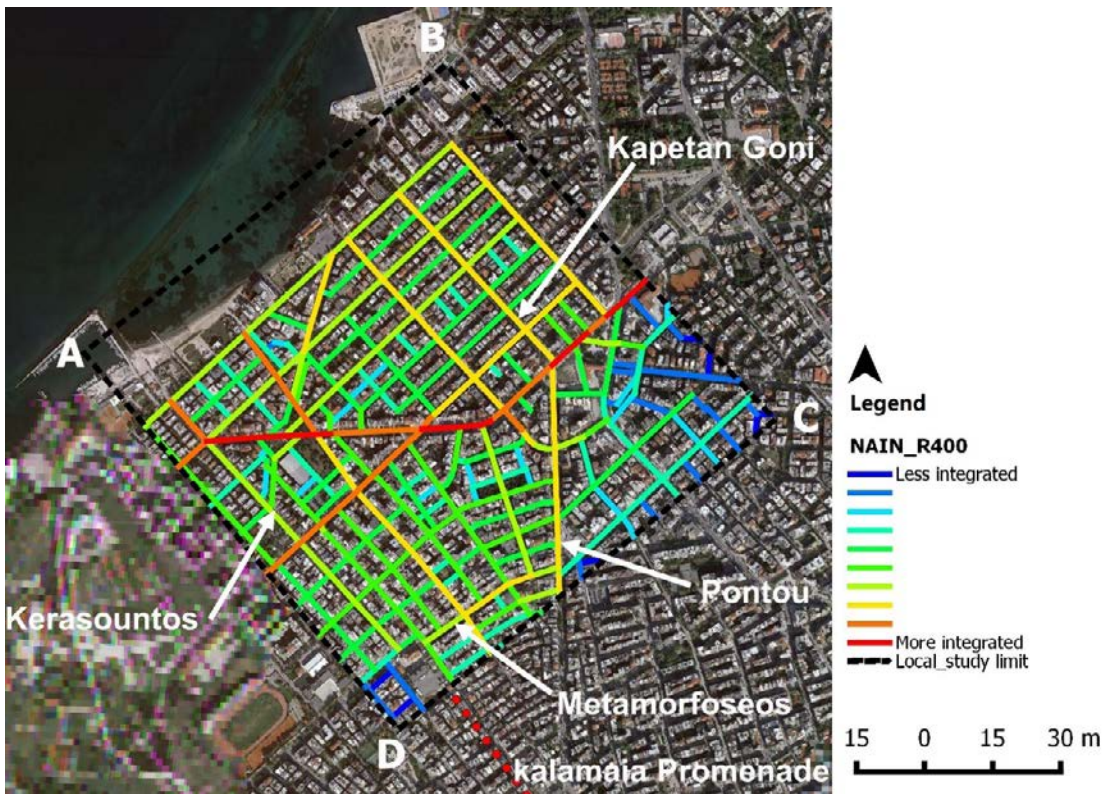 B
Kapetan Goni
A
C
Legend
NAIN_R400
Less integrated
More integrated
Local_study limit
Kerasountos
Pontou
Metamorfoseos
D
kalamaia Promenade
15 0 15 30 m